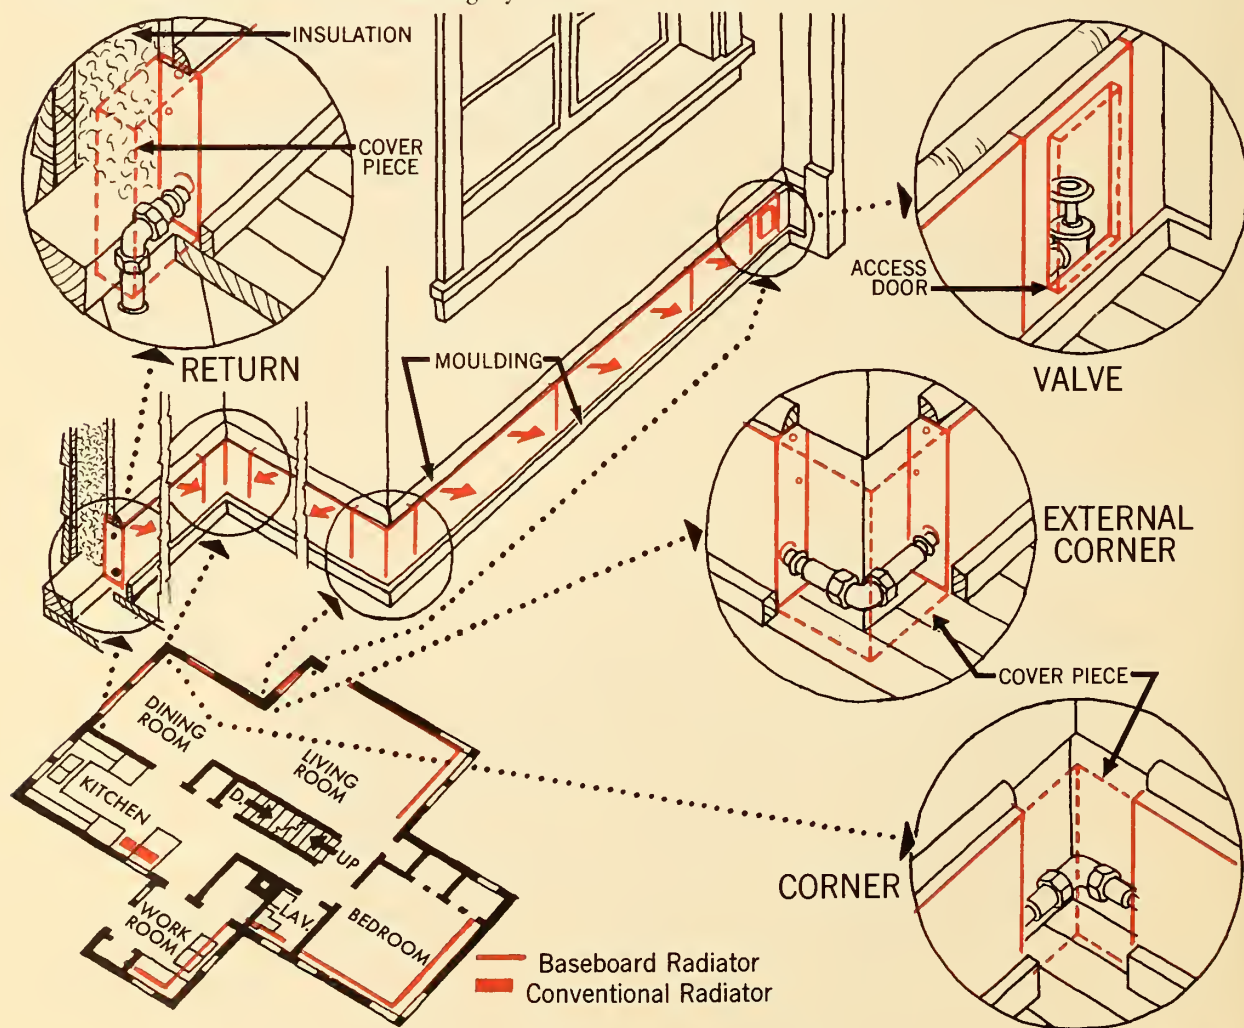 INSULATION
COVER
PIECE
RETURN
MOULDING
ACCESS
DOOR
VALVE
EXTERNAL
CORNER
COVER PIECE
CORNER
DINING
ROOM
LIVING
ROOM
KITCHEN
D.
UP
WORK
ROOM
LAV.
BEDROOM
Baseboard Radiator
Conventional Radiator